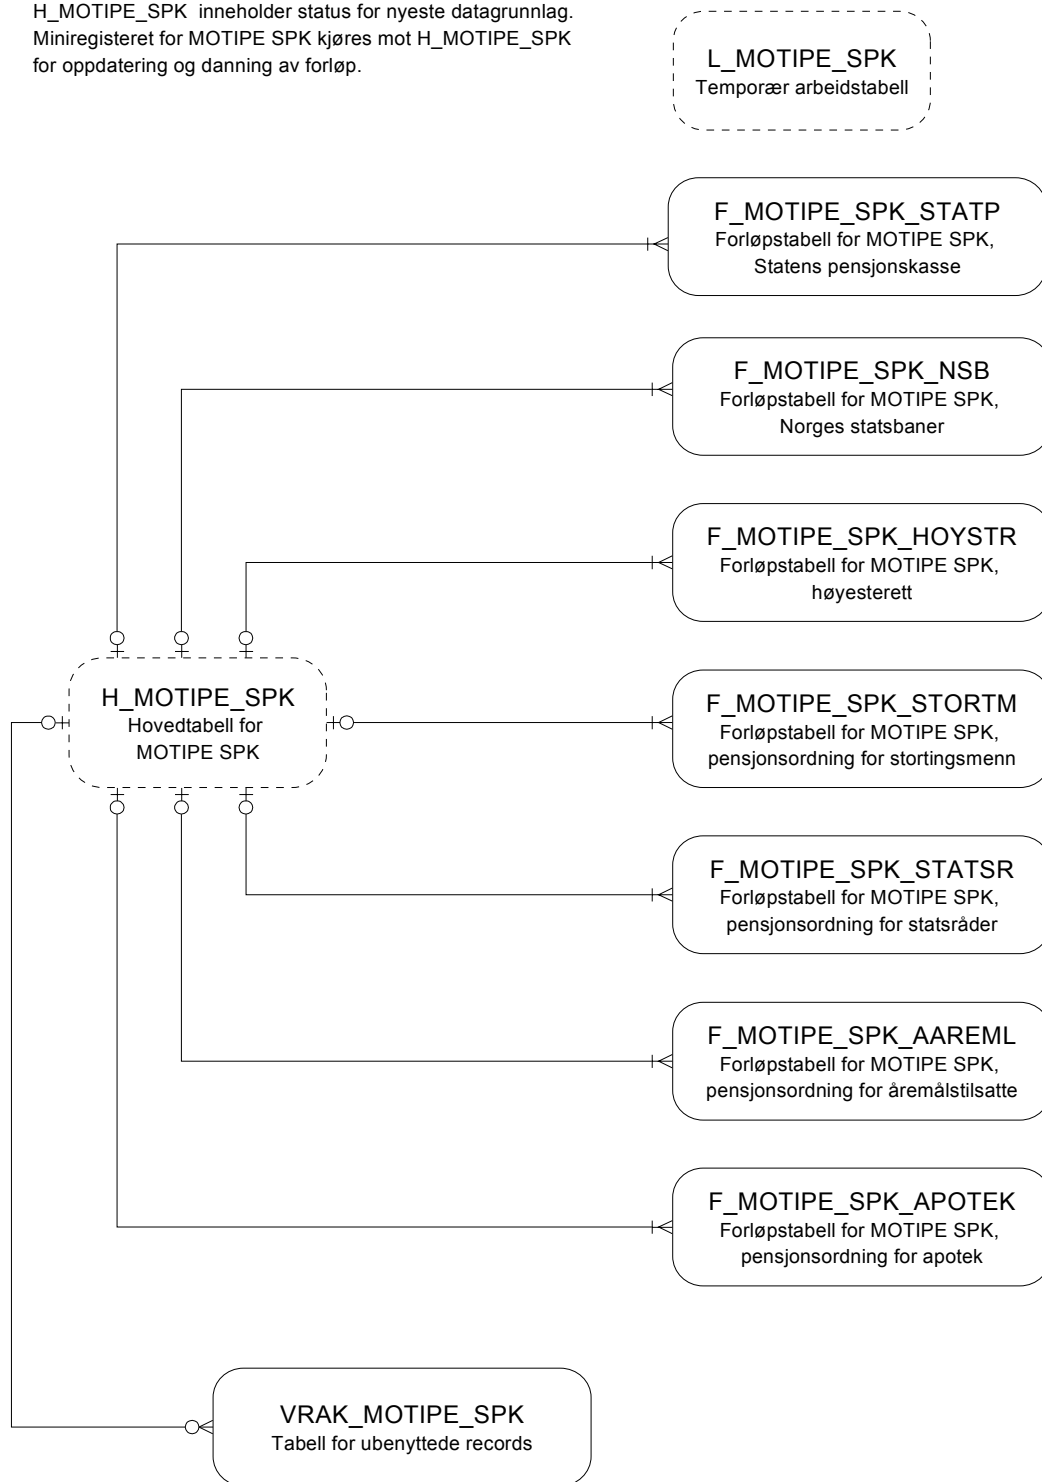 H_MOTIPE_SPK  inneholder status for nyeste datagrunnlag.
Miniregisteret for MOTIPE SPK kjøres mot H_MOTIPE_SPK
for oppdatering og danning av forløp.
L_MOTIPE_SPK
Temporær arbeidstabell
F_MOTIPE_SPK_STATP
Forløpstabell for MOTIPE SPK,
Statens pensjonskasse
F_MOTIPE_SPK_NSB
Forløpstabell for MOTIPE SPK,
Norges statsbaner
F_MOTIPE_SPK_HOYSTR
Forløpstabell for MOTIPE SPK,
høyesterett
H_MOTIPE_SPK
Hovedtabell for
MOTIPE SPK
F_MOTIPE_SPK_STORTM
Forløpstabell for MOTIPE SPK,
pensjonsordning for stortingsmenn
F_MOTIPE_SPK_STATSR
Forløpstabell for MOTIPE SPK,
pensjonsordning for statsråder
F_MOTIPE_SPK_AAREML
Forløpstabell for MOTIPE SPK,
pensjonsordning for åremålstilsatte
F_MOTIPE_SPK_APOTEK
Forløpstabell for MOTIPE SPK,
pensjonsordning for apotek
VRAK_MOTIPE_SPK
Tabell for ubenyttede records